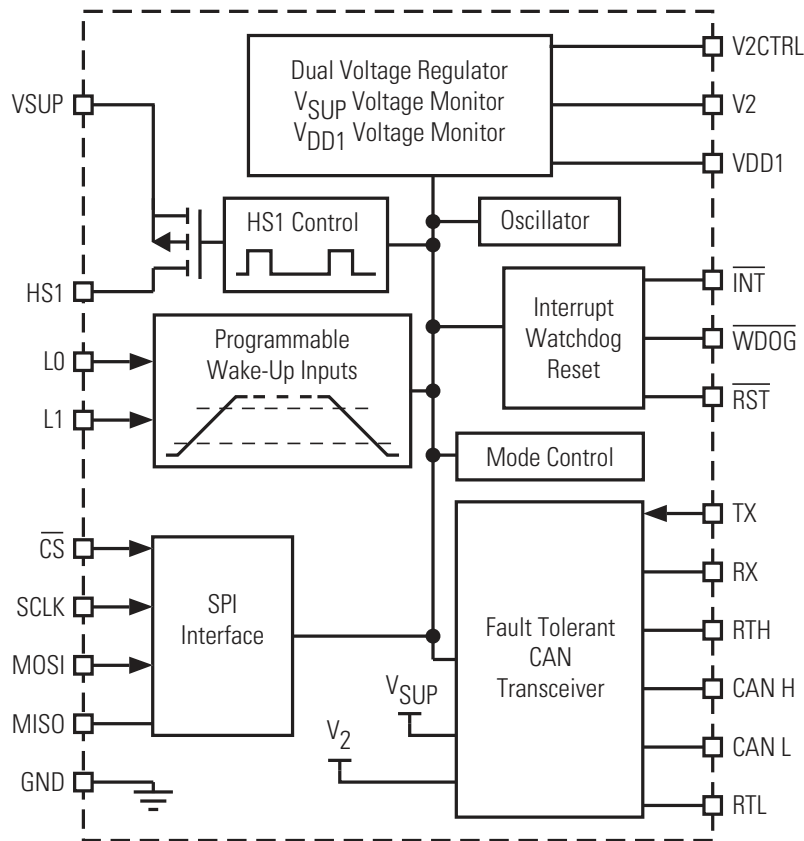 V2CTRL
Dual Voltage Regulator
VSUP Voltage Monitor
VDD1 Voltage Monitor
VSUP
V2
VDD1
HS1 Control
Oscillator
HS1
INT
Interrupt
Watchdog
Reset
WDOG
RST
Programmable
Wake-Up Inputs
L0
L1
Mode Control
CS
SCLK
MOSI
MISO
GND
SPI
Interface
TX
RX
RTH
CAN H
CAN L
RTL
Fault Tolerant
CAN
Transceiver
VSUP
V2